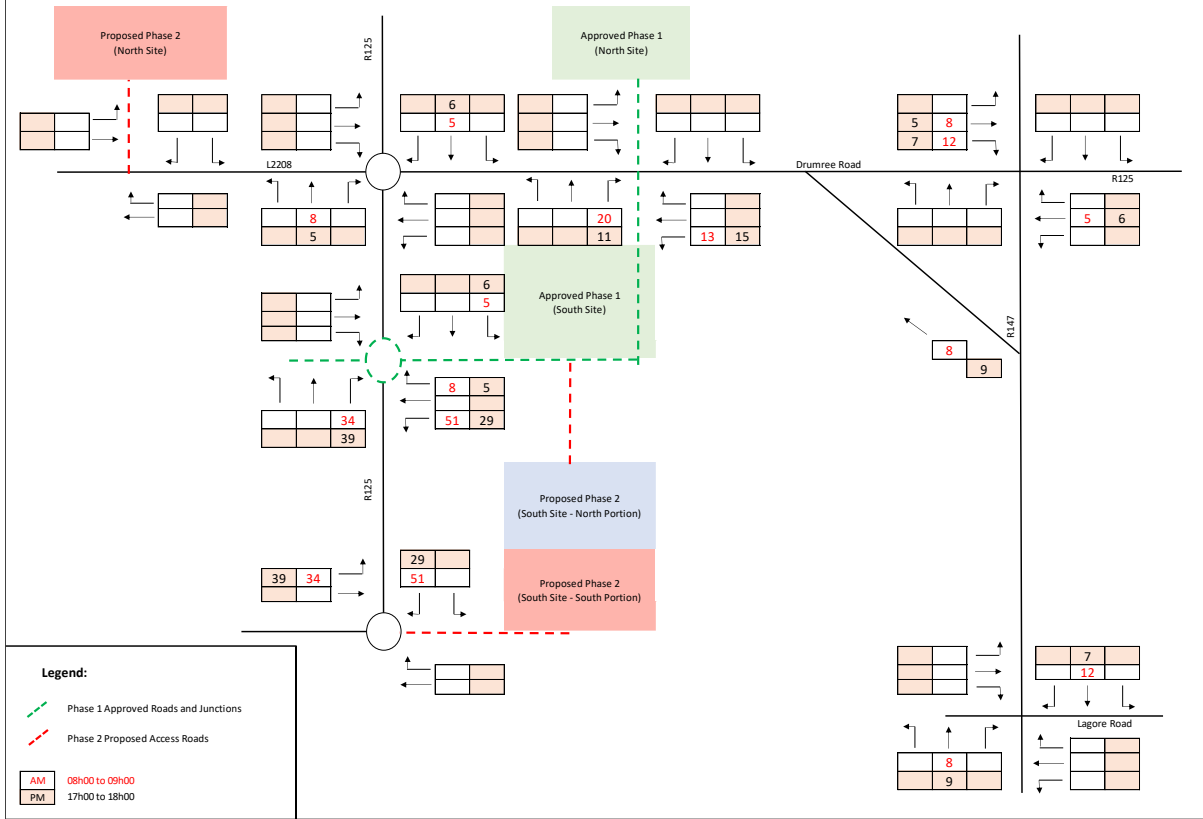 Proposed Phase 2
(North Site)
R125
Approved Phase 1
(North Site)
6
5
5 8
7 12
L2208
Drumree Road
R125
8
5
20
11
13 15
5 6
6
5
Approved Phase 1
(South Site)
R147
8
9
8 5
51 29
34
39
R125
Proposed Phase 2
(South Site - North Portion)
39 34
29
51
Proposed Phase 2
(South Site - South Portion)
Legend:
Phase 1 Approved Roads and Junctions
Phase 2 Proposed Access Roads
AM 08h00 to 09h00
PM 17h00 to 18h00
7
12
Lagore Road
8
9